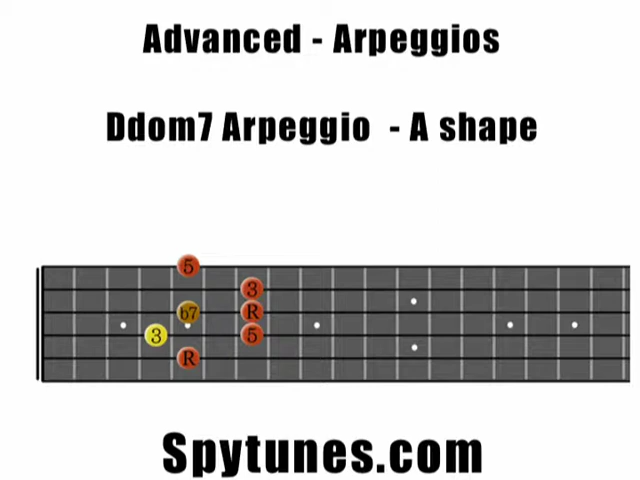 Advanced - Arpeggios
Ddom7 Arpeggio - A shape
5
3
b7 R
3 5
R
Spytunes.com